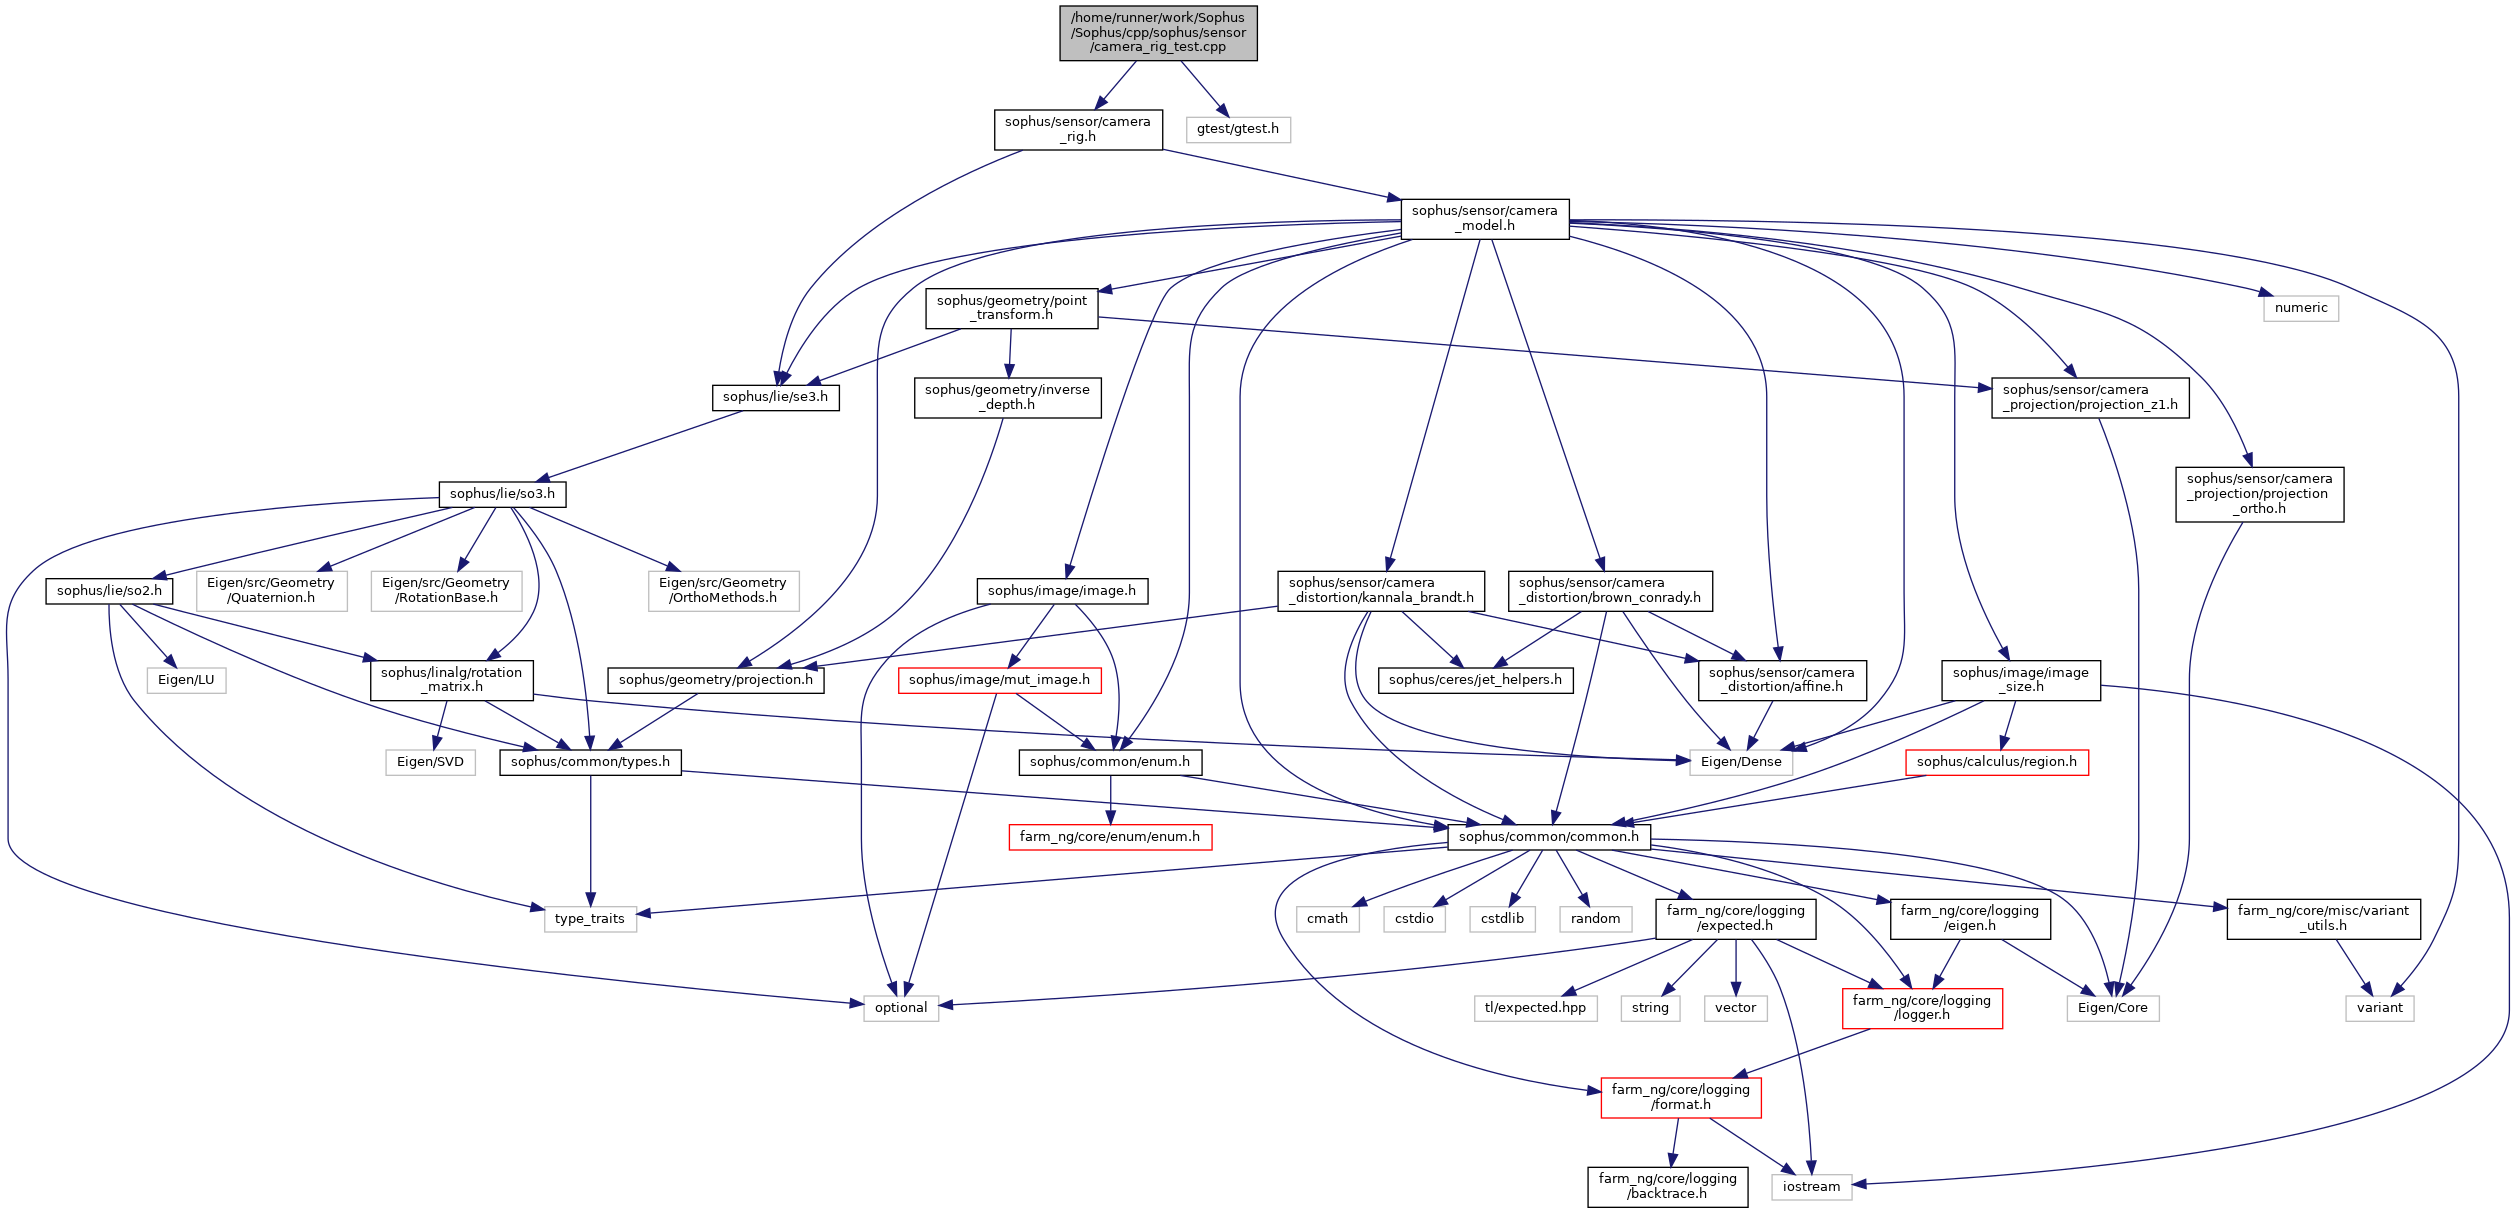 /home/runner/work/Sophus
/Sophus/cpp/sophus/sensor
/camera_rig_test.cpp
sophus/sensor/camera
_rig.h
gtest/gtest.h
sophus/sensor/camera
_model.h
sophus/geometry/point
_transform.h
numeric
sophus/lie/se3.h
sophus/geometry/inverse
_depth.h
sophus/sensor/camera
_projection/projection_z1.h
sophus/lie/so3.h
sophus/sensor/camera
_projection/projection
_ortho.h
sophus/lie/so2.h
Eigen/src/Geometry
/Quaternion.h
Eigen/src/Geometry
/RotationBase.h
Eigen/src/Geometry
/OrthoMethods.h
sophus/image/image.h
sophus/sensor/camera
_distortion/kannala_brandt.h
sophus/sensor/camera
_distortion/brown_conrady.h
Eigen/LU
sophus/linalg/rotation
_matrix.h
sophus/geometry/projection.h
sophus/image/mut_image.h
sophus/ceres/jet_helpers.h
sophus/sensor/camera
_distortion/affine.h
sophus/image/image
_size.h
Eigen/SVD
sophus/common/types.h
sophus/common/enum.h
Eigen/Dense
sophus/calculus/region.h
farm_ng/core/enum/enum.h
sophus/common/common.h
type_traits
cmath
cstdio
cstdlib
random
farm_ng/core/logging
/expected.h
farm_ng/core/logging
/eigen.h
farm_ng/core/misc/variant
_utils.h
optional
tl/expected.hpp
string
vector
farm_ng/core/logging
/logger.h
Eigen/Core
variant
farm_ng/core/logging
/format.h
farm_ng/core/logging
/backtrace.h
iostream